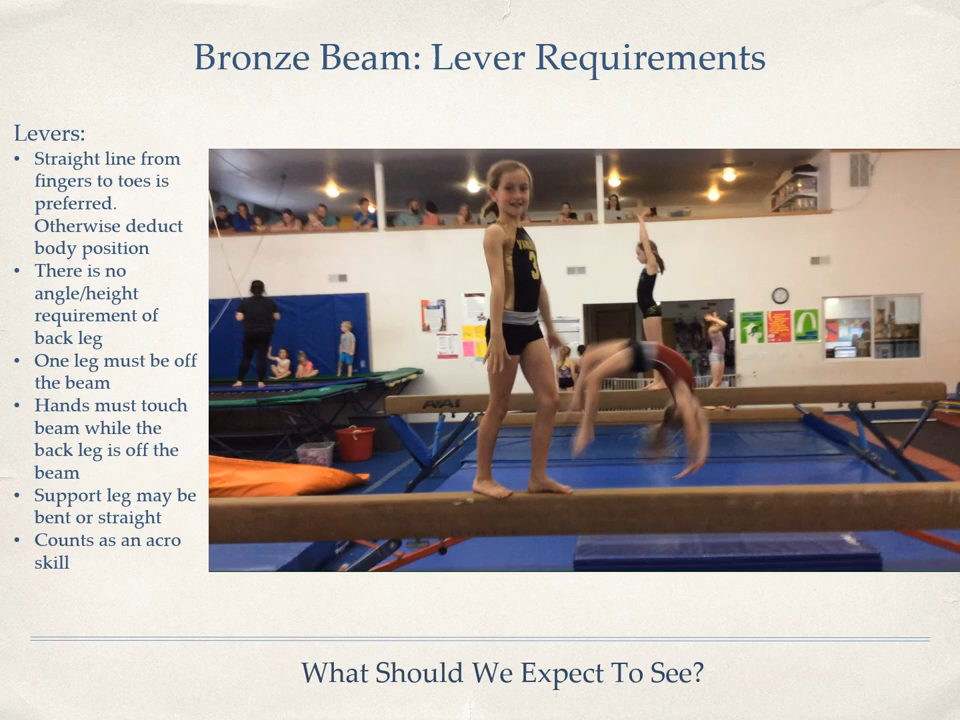 Bronze Beam: Lever Requirements
Levers:
• Straight line from
fingers to toes is
preferred.
Otherwise deduct
body position
• There is no
angle/height
requirement of
back leg
• One leg must be off
the beam
• Hands must touch
beam while the
back leg is off the
beam
• Support leg may be
bent or straight
• Counts as an acro
skill
3
AAI
What Should We Expect To See?